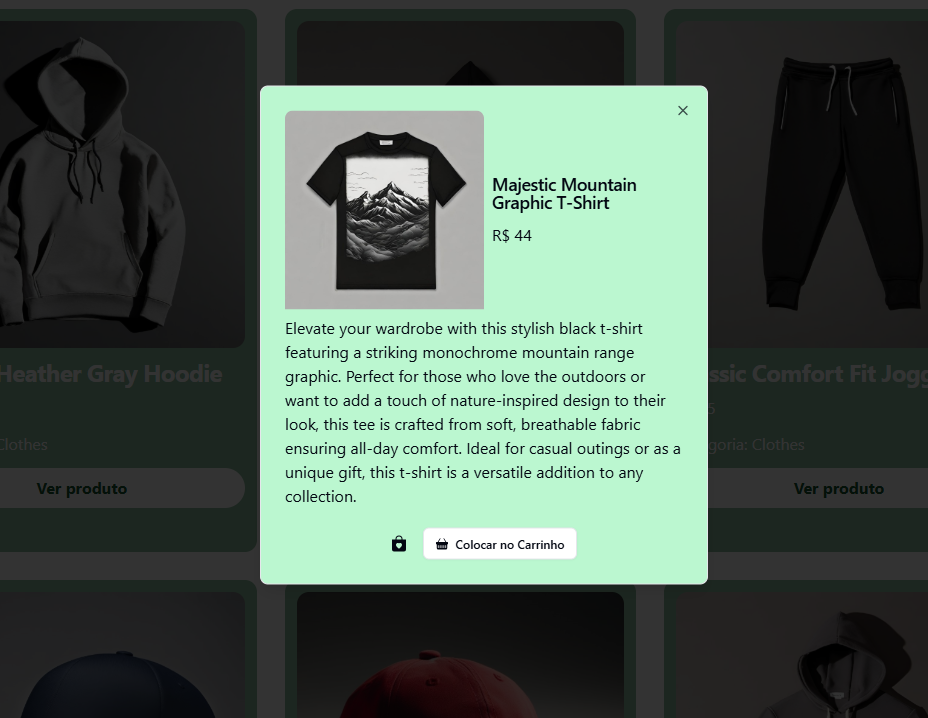 Majestic Mountain
Graphic T-Shirt
R$ 44
Elevate your wardrobe with this stylish black t-shirt
featuring a striking monochrome mountain range
graphic. Perfect for those who love the outdoors or
want to add a touch of nature-inspired design to their
look, this tee is crafted from soft, breathable fabric
ensuring all-day comfort. Ideal for casual outings or as a
unique gift, this t-shirt is a versatile addition to any
collection.
Colocar no Carrinho
Heather Gray Hoodie
Clothes
Ver produto
ssic Comfort Fit Jogg
5
goria: Clothes
Ver produto